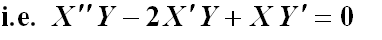 i.e. X''Y − 2X'Y + XY' = 0